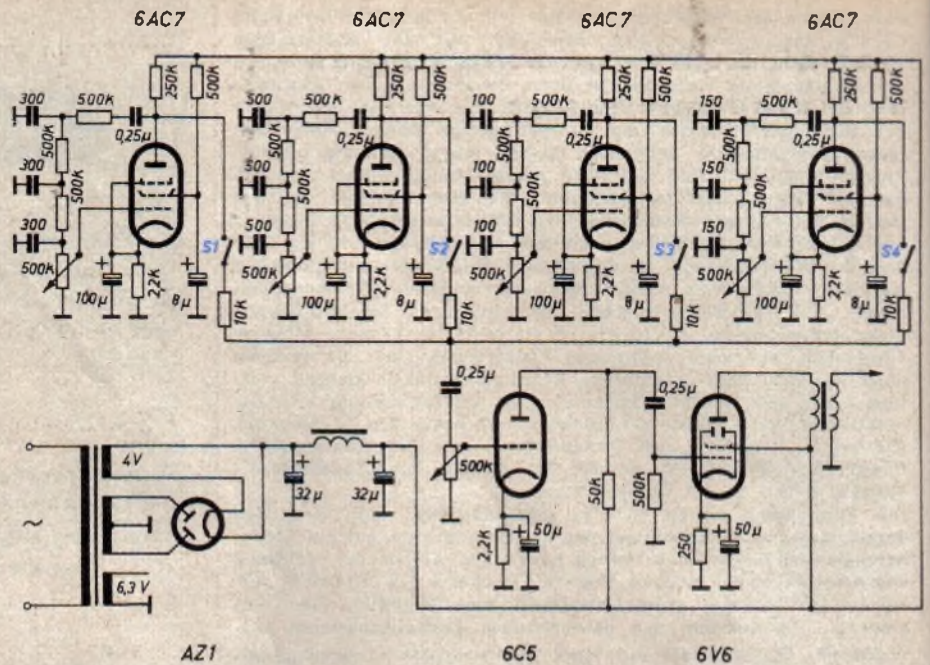 6AC7 6AC7 6AC7 6AC7
250k 500k 250k 500k 250k 500k 250k 500k
300 500k 300 500k 100 500k 150 500k
0,25µ 0,25µ 0,25µ 0,25µ
500k 500k 500k 500k
300 500 100 150
500k 500k 500k 500k
300 500 100 150
S1 S2 S3 S4
500k 500k 500k 500k
+ + + + + + + +
100µ 2,2k 8µ 10k 100µ 2,2k 8µ 10k 100µ 2,2k 8µ 10k 100µ 2,2k 8µ 10k
0,25µ 0,25µ
4V
+ +
500k
32µ 32µ
50k 500k
~
+ +
2,2k 50µ 250 50µ
6,3 V
AZ1 6C5 6V6